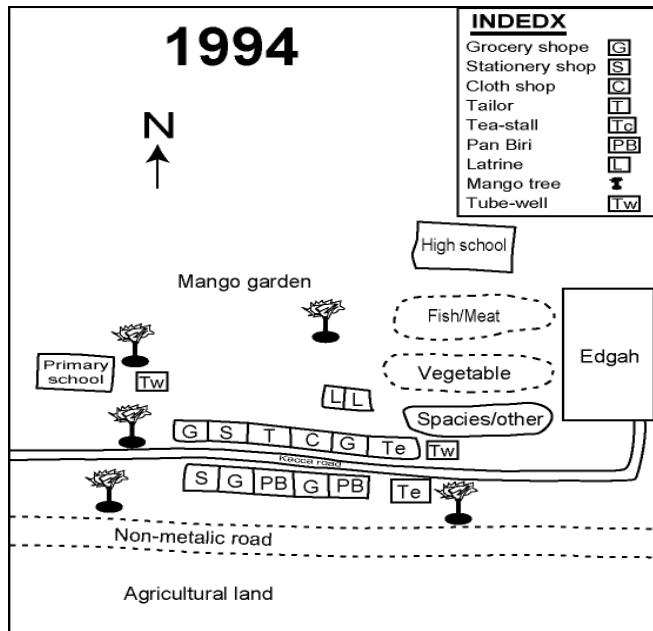 1994
INDEDX
Grocery shope G
Stationery shop S
Cloth shop C
Tailor T
Tea-stall Tc
Pan Biri PB
Latrine L
Mango tree
Tube-well Tw
N
High school
Mango garden
Fish/Meat
Edgah
Primary
school
Tw
Vegetable
L L
Spacies/other
G S T C G Te Tw
Kacca road
S G PB G PB Te
Non-metalic road
Agricultural land